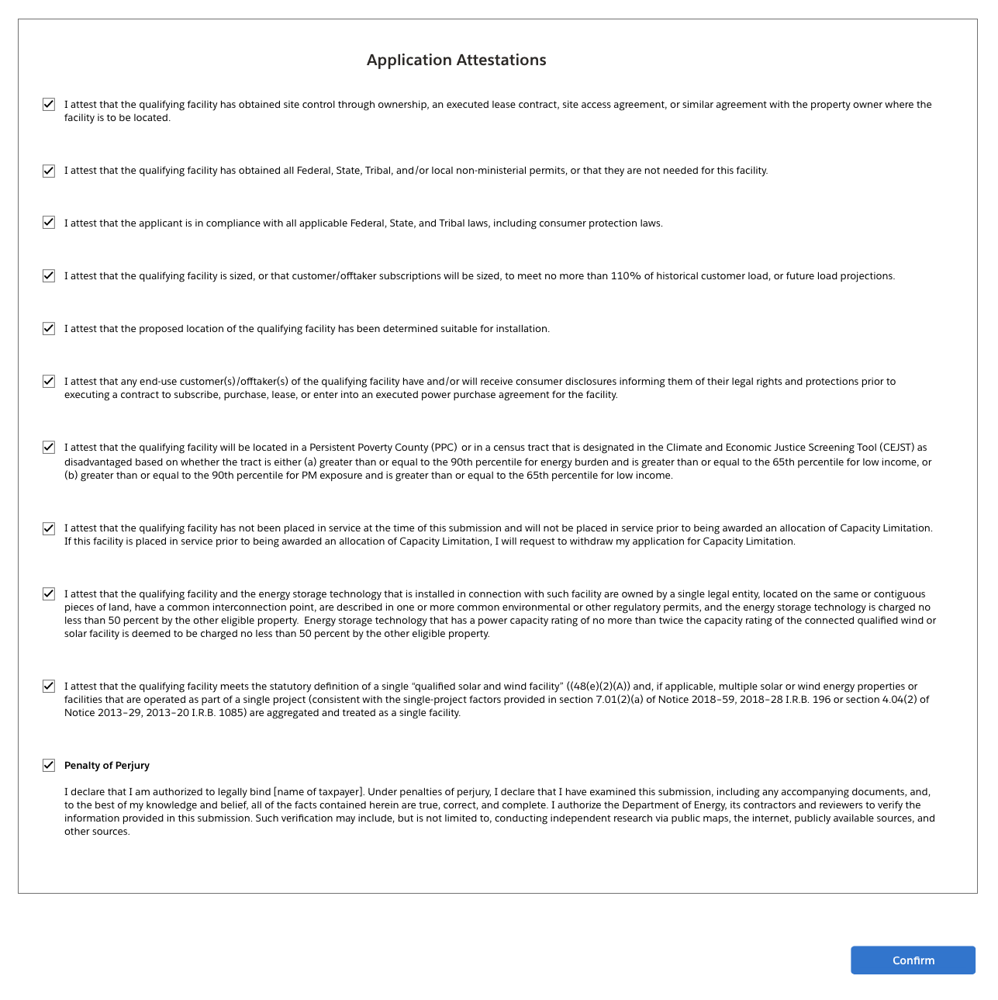 Application Attestations
I attest that the qualifying facility has obtained site control through ownership, an executed lease contract, site access agreement, or similar agreement with the property owner where the
facility is to be located.
I attest that the qualifying facility has obtained all Federal, State, Tribal, and/or local non-ministerial permits, or that they are not needed for this facility.
I attest that the applicant is in compliance with all applicable Federal, State, and Tribal laws, including consumer protection laws.
I attest that the qualifying facility is sized, or that customer/offtaker subscriptions will be sized, to meet no more than 110% of historical customer load, or future load projections.
I attest that the proposed location of the qualifying facility has been determined suitable for installation.
I attest that any end-use customer(s)/offtaker(s) of the qualifying facility have and/or will receive consumer disclosures informing them of their legal rights and protections prior to
executing a contract to subscribe, purchase, lease, or enter into an executed power purchase agreement for the facility.
I attest that the qualifying facility will be located in a Persistent Poverty County (PPC) or in a census tract that is designated in the Climate and Economic Justice Screening Tool (CEJST) as
disadvantaged based on whether the tract is either (a) greater than or equal to the 90th percentile for energy burden and is greater than or equal to the 65th percentile for low income, or
(b) greater than or equal to the 90th percentile for PM exposure and is greater than or equal to the 65th percentile for low income.
I attest that the qualifying facility has not been placed in service at the time of this submission and will not be placed in service prior to being awarded an allocation of Capacity Limitation.
If this facility is placed in service prior to being awarded an allocation of Capacity Limitation, I will request to withdraw my application for Capacity Limitation.
I attest that the qualifying facility and the energy storage technology that is installed in connection with such facility are owned by a single legal entity, located on the same or contiguous
pieces of land, have a common interconnection point, are described in one or more common environmental or other regulatory permits, and the energy storage technology is charged no
less than 50 percent by the other eligible property.  Energy storage technology that has a power capacity rating of no more than twice the capacity rating of the connected qualified wind or
solar facility is deemed to be charged no less than 50 percent by the other eligible property.
I attest that the qualifying facility meets the statutory definition of a single “qualified solar and wind facility” ((48(e)(2)(A)) and, if applicable, multiple solar or wind energy properties or
facilities that are operated as part of a single project (consistent with the single-project factors provided in section 7.01(2)(a) of Notice 2018–59, 2018–28 I.R.B. 196 or section 4.04(2) of
Notice 2013–29, 2013–20 I.R.B. 1085) are aggregated and treated as a single facility.
Penalty of Perjury
I declare that I am authorized to legally bind [name of taxpayer]. Under penalties of perjury, I declare that I have examined this submission, including any accompanying documents, and,
to the best of my knowledge and belief, all of the facts contained herein are true, correct, and complete. I authorize the Department of Energy, its contractors and reviewers to verify the
information provided in this submission. Such verification may include, but is not limited to, conducting independent research via public maps, the internet, publicly available sources, and
other sources.
Confirm